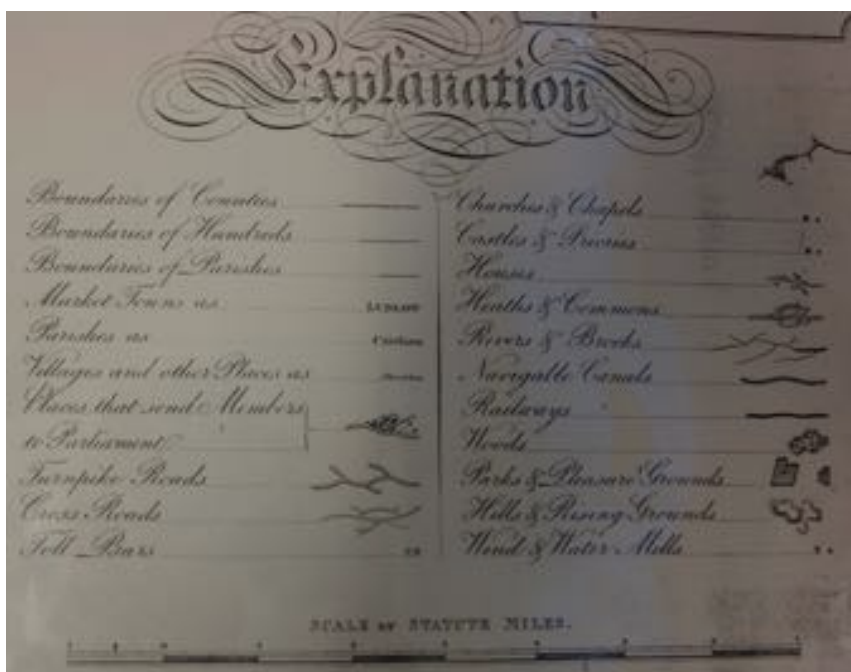 Explanation
Boundaries of Counties
Boundaries of Hundreds
Boundaries of Parishes
Market Towns as LUDLOW
Parishes as
Villages and other Places as
Places that send Members
to Parliament
Turnpike Roads
Cross Roads
Toll Bars
Churches & Chapels
Castles & Priories
Houses
Heaths & Commons
Rivers & Brooks
Navigable Canals
Railways
Woods
Parks & Pleasure Grounds
Hills & Rising Grounds
Wind & Water Mills
SCALE OF STATUTE MILES.